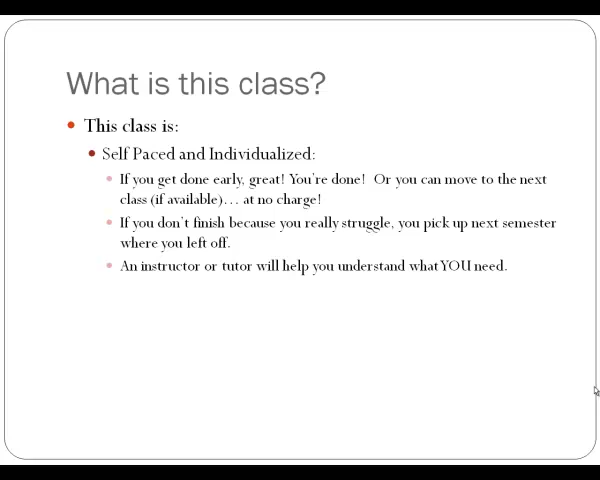 What is this class?
This class is:
Self Paced and Individualized:
If you get done early, great! You're done! Or you can move to the next
class (if available)… at no charge!
If you don't finish because you really struggle, you pick up next semester
where you left off.
An instructor or tutor will help you understand what YOU need.